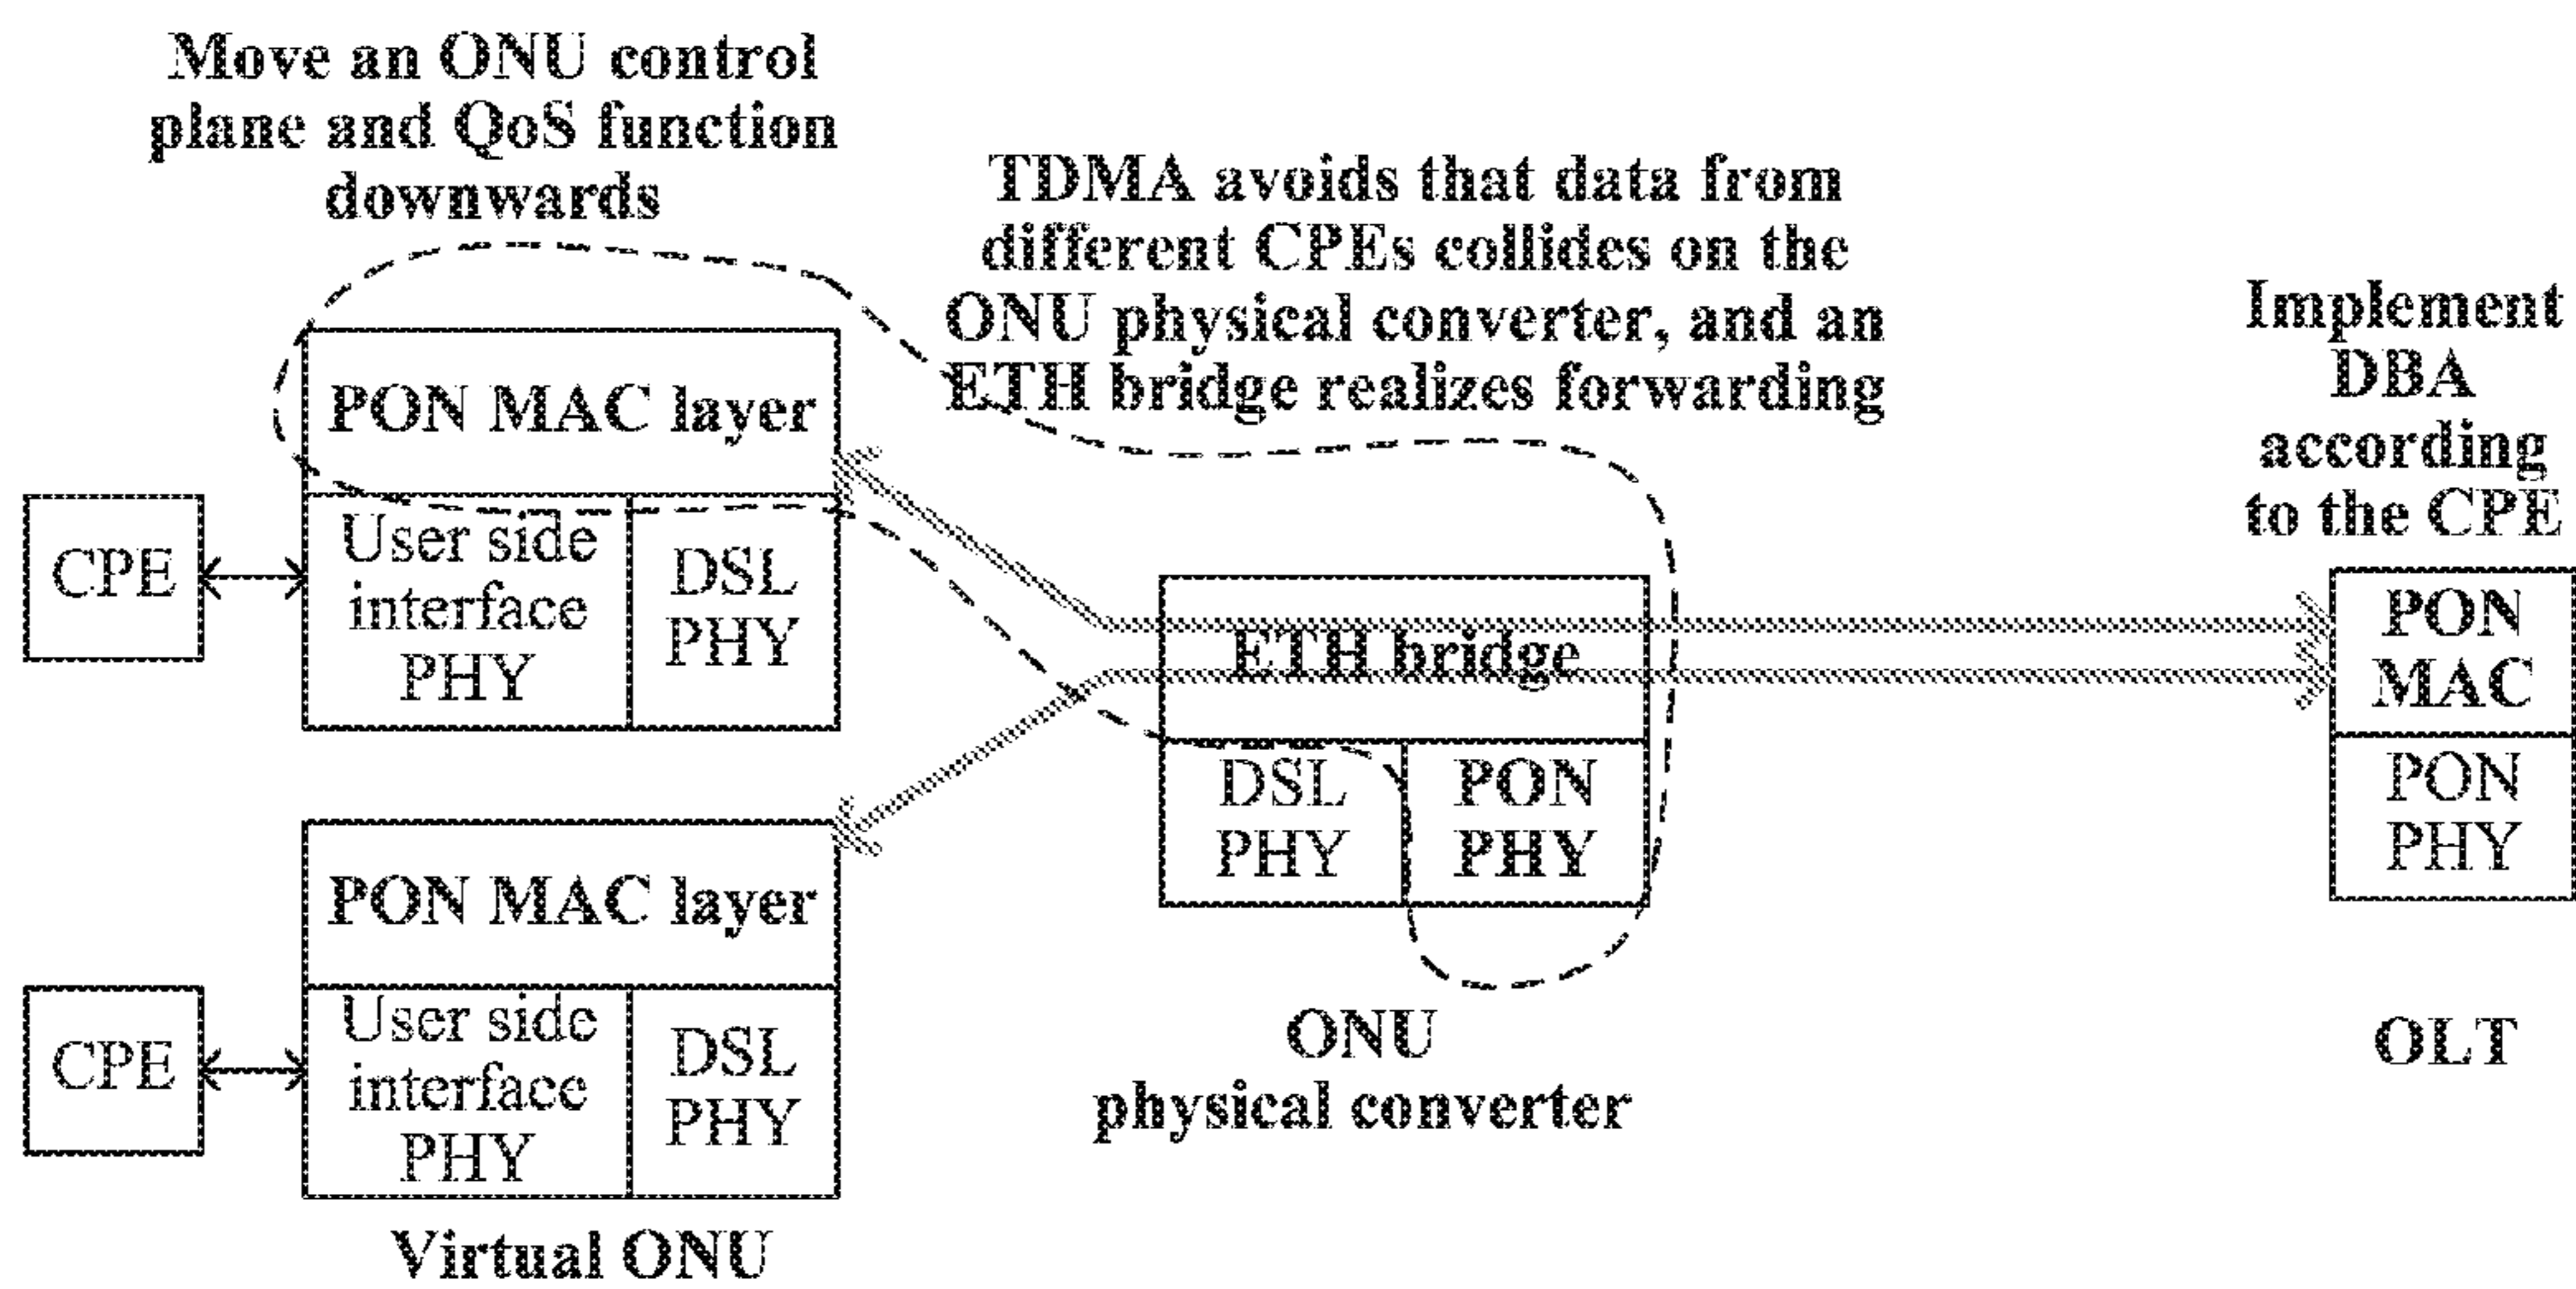 Move an ONU control
plane and QoS function
downwards
TDMA avoids that data from
different CPEs collides on the
ONU physical converter, and an
ETH bridge realizes forwarding
Implement
DBA
according
to the CPE
PON MAC layer
CPE
User side
interface
PHY
DSL
PHY
ETH bridge
DSL
PHY
PON
PHY
PON
MAC
PON
PHY
PON MAC layer
CPE
User side
interface
PHY
DSL
PHY
Virtual ONU
ONU
physical converter
OLT